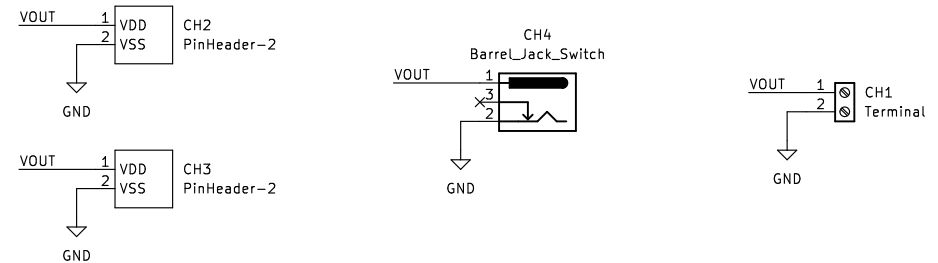 VOUT 1 VDD CH2
2 VSS PinHeader-2
GND
CH4
Barrel_Jack_Switch
VOUT 1
3
2
GND
VOUT 1 CH1
2 Terminal
GND
VOUT 1 VDD CH3
2 VSS PinHeader-2
GND